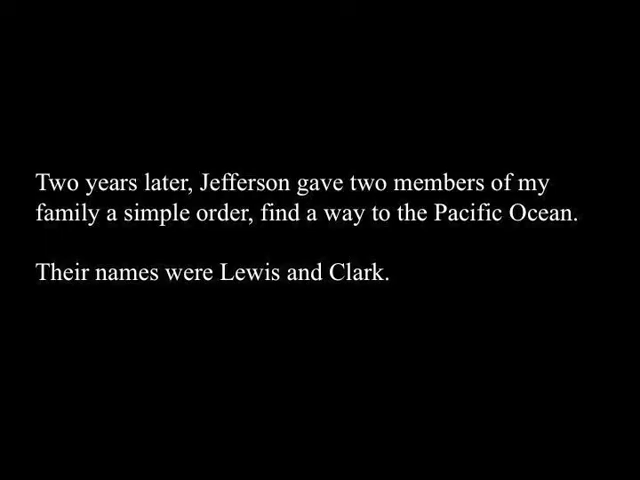 Two years later, Jefferson gave two members of my
family a simple order, find a way to the Pacific Ocean.
Their names were Lewis and Clark.